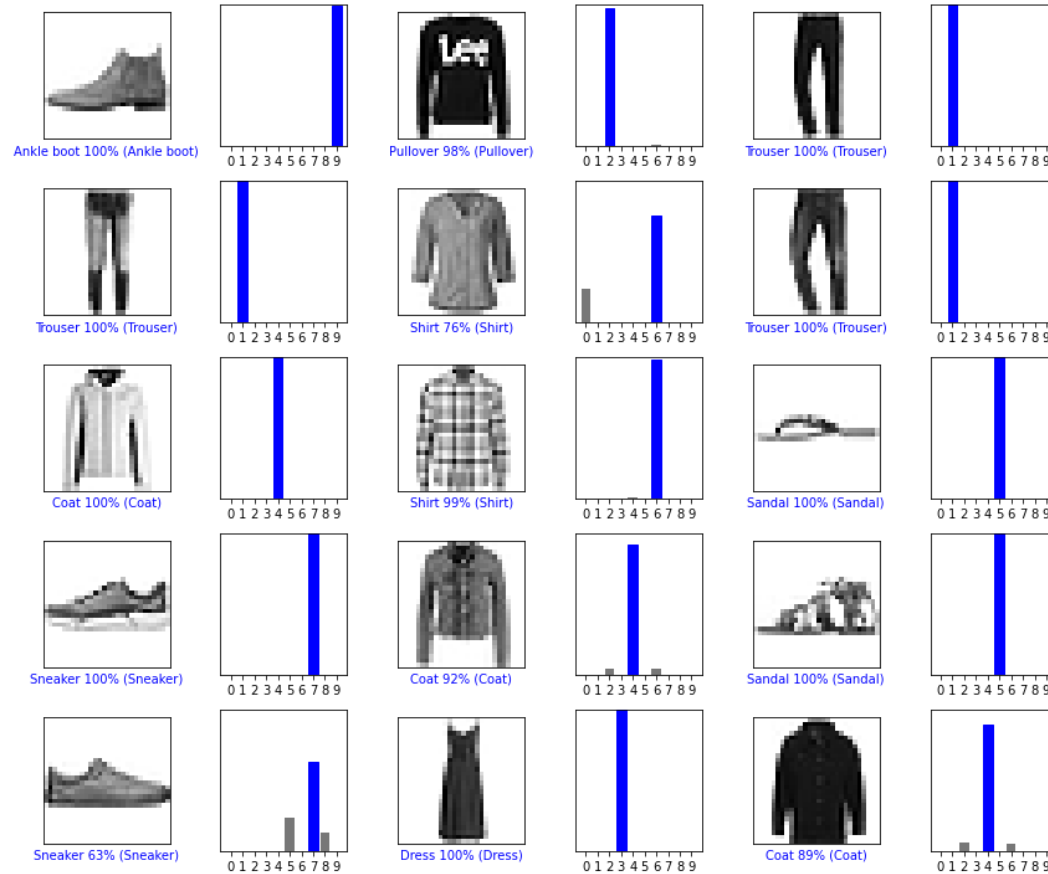 Lee
Ankle boot 100% (Ankle boot)
0 1 2 3 4 5 6 7 8 9
Pullover 98% (Pullover)
0 1 2 3 4 5 6 7 8 9
Trouser 100% (Trouser)
0 1 2 3 4 5 6 7 8 9
Trouser 100% (Trouser)
0 1 2 3 4 5 6 7 8 9
Shirt 76% (Shirt)
0 1 2 3 4 5 6 7 8 9
Trouser 100% (Trouser)
0 1 2 3 4 5 6 7 8 9
Coat 100% (Coat)
0 1 2 3 4 5 6 7 8 9
Shirt 99% (Shirt)
0 1 2 3 4 5 6 7 8 9
Sandal 100% (Sandal)
0 1 2 3 4 5 6 7 8 9
Sneaker 100% (Sneaker)
0 1 2 3 4 5 6 7 8 9
Coat 92% (Coat)
0 1 2 3 4 5 6 7 8 9
Sandal 100% (Sandal)
0 1 2 3 4 5 6 7 8 9
Sneaker 63% (Sneaker)
0 1 2 3 4 5 6 7 8 9
Dress 100% (Dress)
0 1 2 3 4 5 6 7 8 9
Coat 89% (Coat)
0 1 2 3 4 5 6 7 8 9